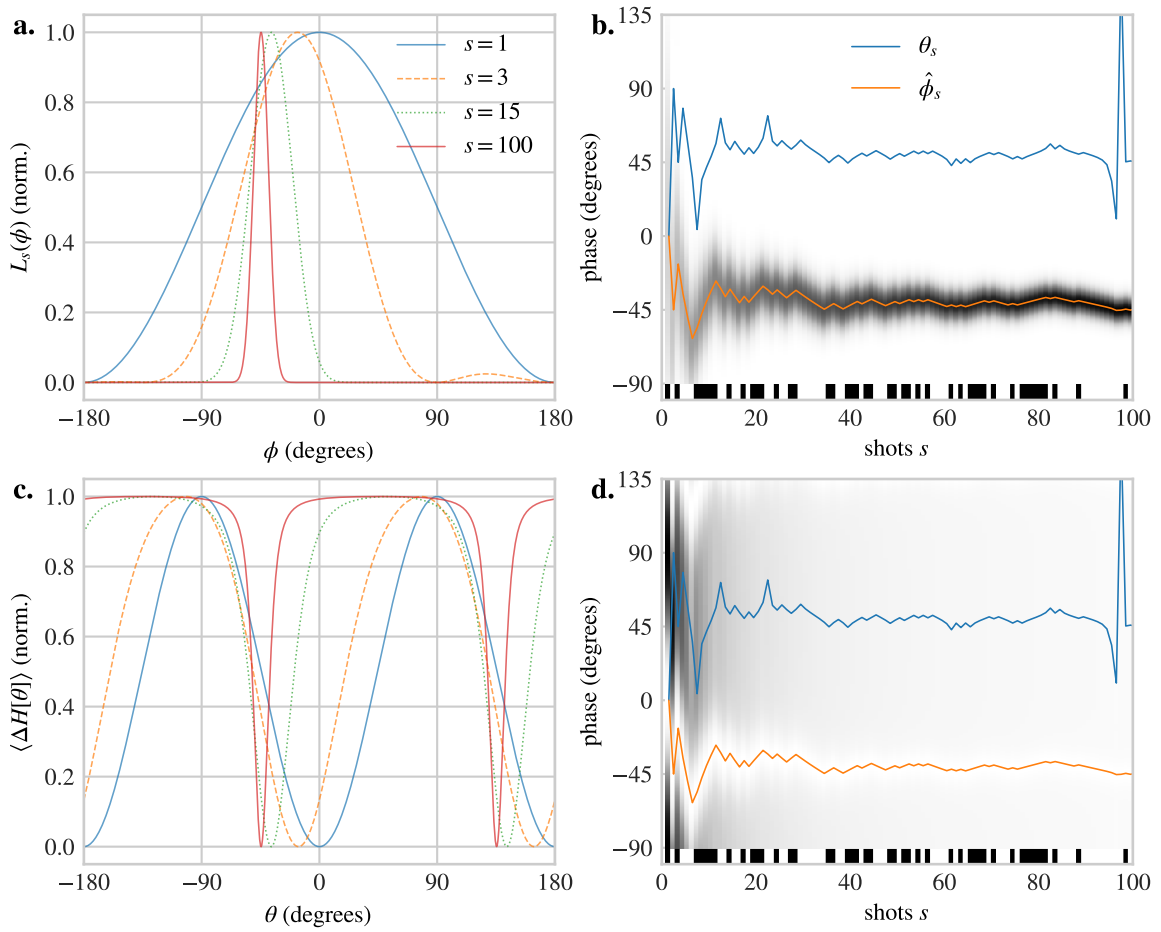 a.
L_s(ϕ) (norm.)
1.0
0.8
0.6
0.4
0.2
0.0
s = 1
s = 3
s = 15
s = 100
−180 −90 0 90 180
ϕ (degrees)
b.
phase (degrees)
135
90
45
0
−45
−90
θ_s
ϕ̂_s
0 20 40 60 80 100
shots s
c.
⟨ΔH[θ]⟩ (norm.)
1.0
0.8
0.6
0.4
0.2
0.0
−180 −90 0 90 180
θ (degrees)
d.
phase (degrees)
135
90
45
0
−45
−90
0 20 40 60 80 100
shots s